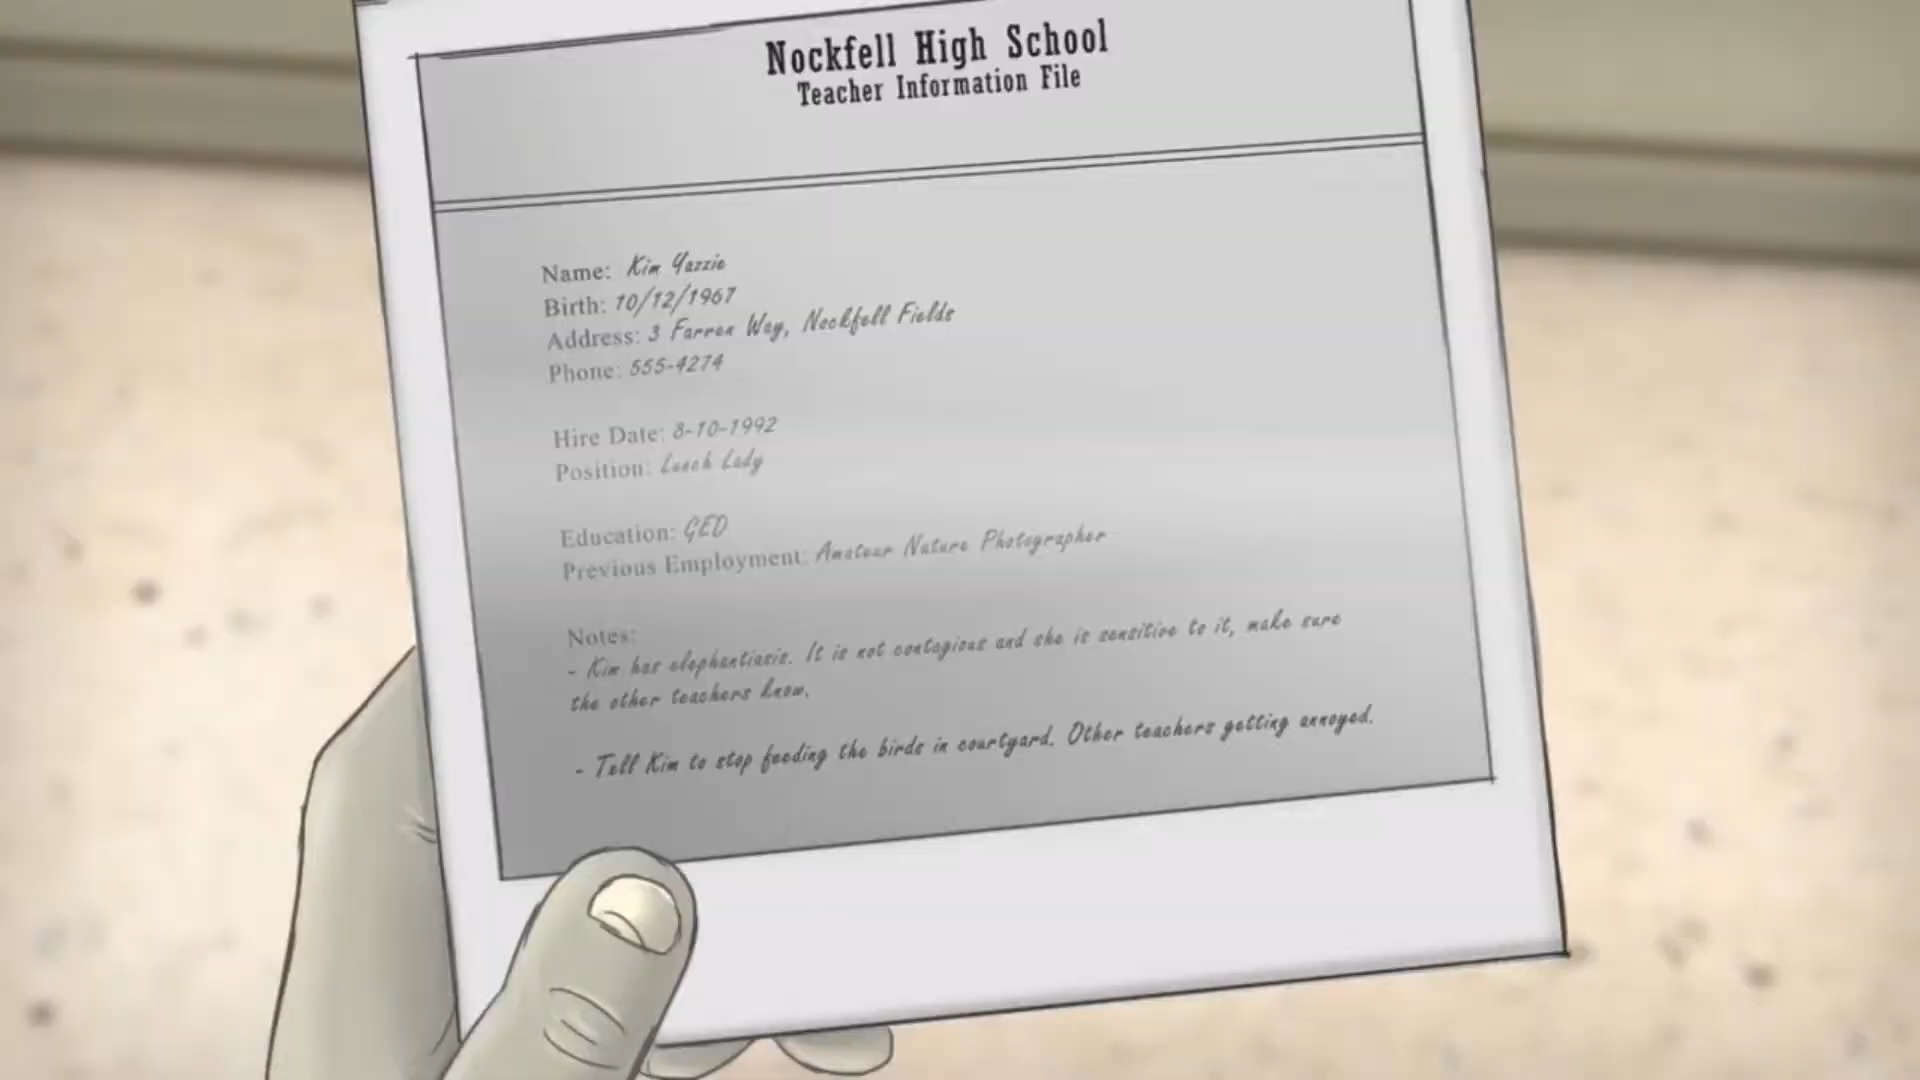 Nockfell High School
Teacher Information File
Name: Kim Yazzie
Birth: 10/12/1967
Address: 3 Farren Way, Nockfell Fields
Phone: 555-4274
Hire Date: 8-10-1992
Position: Lunch Lady
Education: GED
Previous Employment: Amateur Nature Photographer
Notes:
- Kim has elephantiasis. It is not contagious and she is sensitive to it, make sure
the other teachers know.
- Tell Kim to stop feeding the birds in courtyard. Other teachers getting annoyed.